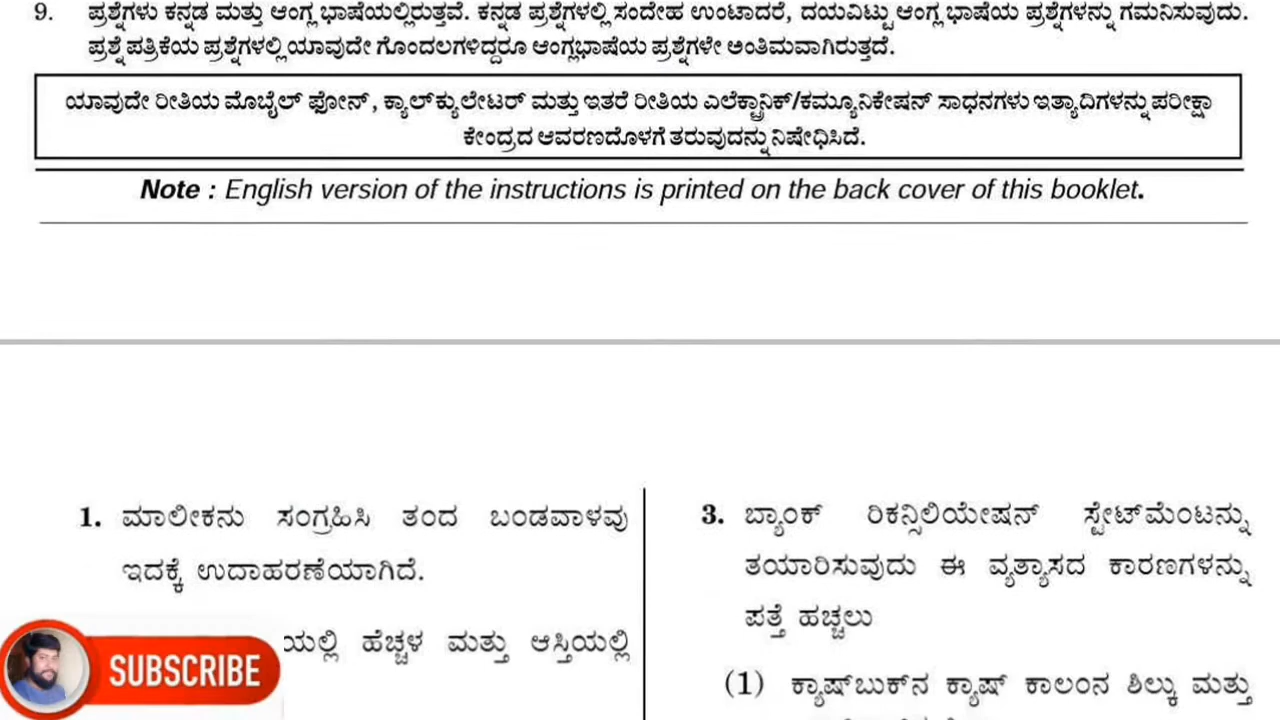 9. ಪ್ರಶ್ನೆಗಳು ಕನ್ನಡ ಮತ್ತು ಆಂಗ್ಲ ಭಾಷೆಯಲ್ಲಿರುತ್ತವೆ. ಕನ್ನಡ ಪ್ರಶ್ನೆಗಳಲ್ಲಿ ಸಂದೇಹ ಉಂಟಾದರೆ, ದಯವಿಟ್ಟು ಆಂಗ್ಲ ಭಾಷೆಯ ಪ್ರಶ್ನೆಗಳನ್ನು ಗಮನಿಸುವುದು.
ಪ್ರಶ್ನೆ ಪತ್ರಿಕೆಯ ಪ್ರಶ್ನೆಗಳಲ್ಲಿ ಯಾವುದೇ ಗೊಂದಲಗಳಿದ್ದರೂ ಆಂಗ್ಲಭಾಷೆಯ ಪ್ರಶ್ನೆಗಳೇ ಅಂತಿಮವಾಗಿರುತ್ತದೆ.
ಯಾವುದೇ ರೀತಿಯ ಮೊಬೈಲ್ ಫೋನ್, ಕ್ಯಾಲ್‌ಕ್ಯುಲೇಟರ್ ಮತ್ತು ಇತರೆ ರೀತಿಯ ಎಲೆಕ್ಟ್ರಾನಿಕ್/ಕಮ್ಯೂನಿಕೇಷನ್ ಸಾಧನಗಳು ಇತ್ಯಾದಿಗಳನ್ನು ಪರೀಕ್ಷಾ
ಕೇಂದ್ರದ ಆವರಣದೊಳಗೆ ತರುವುದನ್ನು ನಿಷೇಧಿಸಿದೆ.
Note : English version of the instructions is printed on the back cover of this booklet.
1. ಮಾಲೀಕನು ಸಂಗ್ರಹಿಸಿ ತಂದ ಬಂಡವಾಳವು
ಇದಕ್ಕೆ ಉದಾಹರಣೆಯಾಗಿದೆ.
ಯಲ್ಲಿ ಹೆಚ್ಚಳ ಮತ್ತು ಆಸ್ತಿಯಲ್ಲಿ
SUBSCRIBE
3. ಬ್ಯಾಂಕ್ ರಿಕನ್ಸಿಲಿಯೇಷನ್ ಸ್ಟೇಟ್‌ಮೆಂಟನ್ನು
ತಯಾರಿಸುವುದು ಈ ವ್ಯತ್ಯಾಸದ ಕಾರಣಗಳನ್ನು
ಪತ್ತೆ ಹಚ್ಚಲು
(1) ಕ್ಯಾಷ್‌ಬುಕ್‌ನ ಕ್ಯಾಷ್ ಕಾಲಂನ ಶಿಲ್ಕು ಮತ್ತು